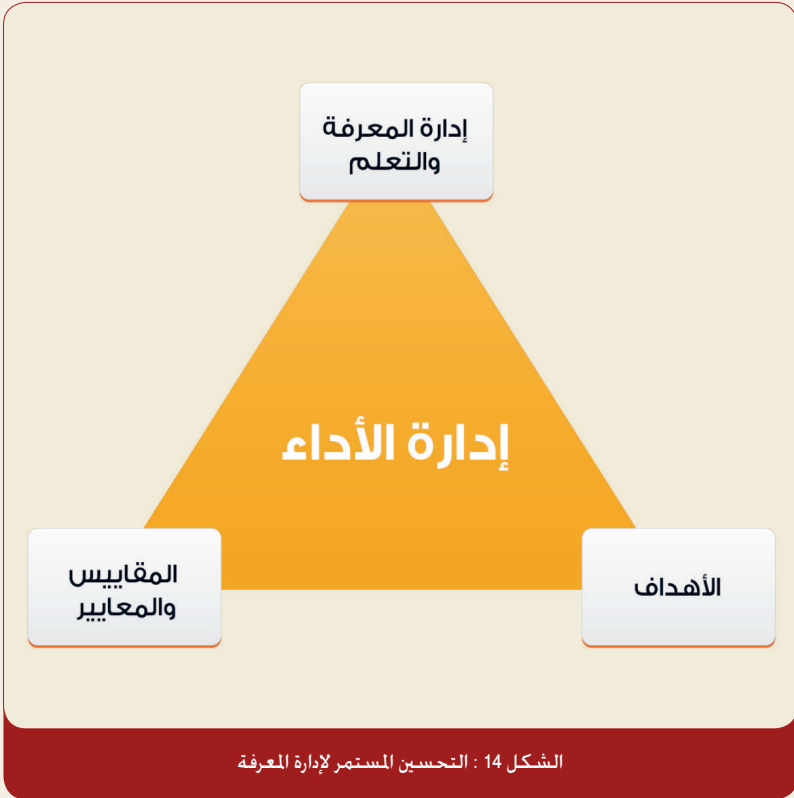 إدارة المعرفة
والتعلم
إدارة الأداء
الأهداف
المقاييس
والمعايير
الشكل 14 : التحسين المستمر لإدارة المعرفة